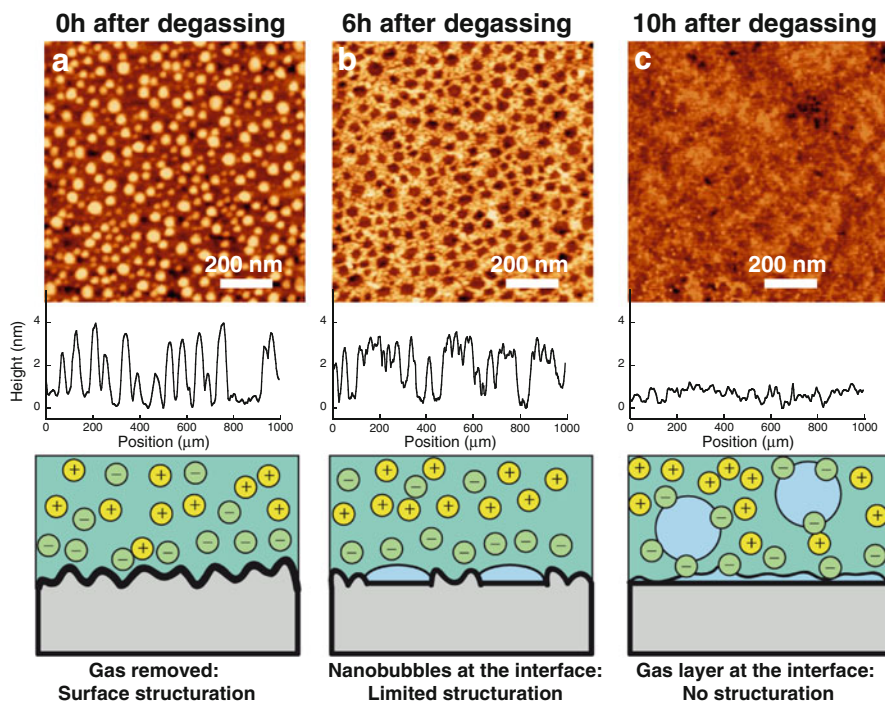 0h after degassing
6h after degassing
10h after degassing
a
b
c
200 nm
200 nm
200 nm
Height (nm)
4
2
0
4
2
0
4
2
0
0 200 400 600 800 1000
0 200 400 600 800 1000
0 200 400 600 800 1000
Position (μm)
Position (μm)
Position (μm)
Gas removed:
Surface structuration
Nanobubbles at the interface:
Limited structuration
Gas layer at the interface:
No structuration